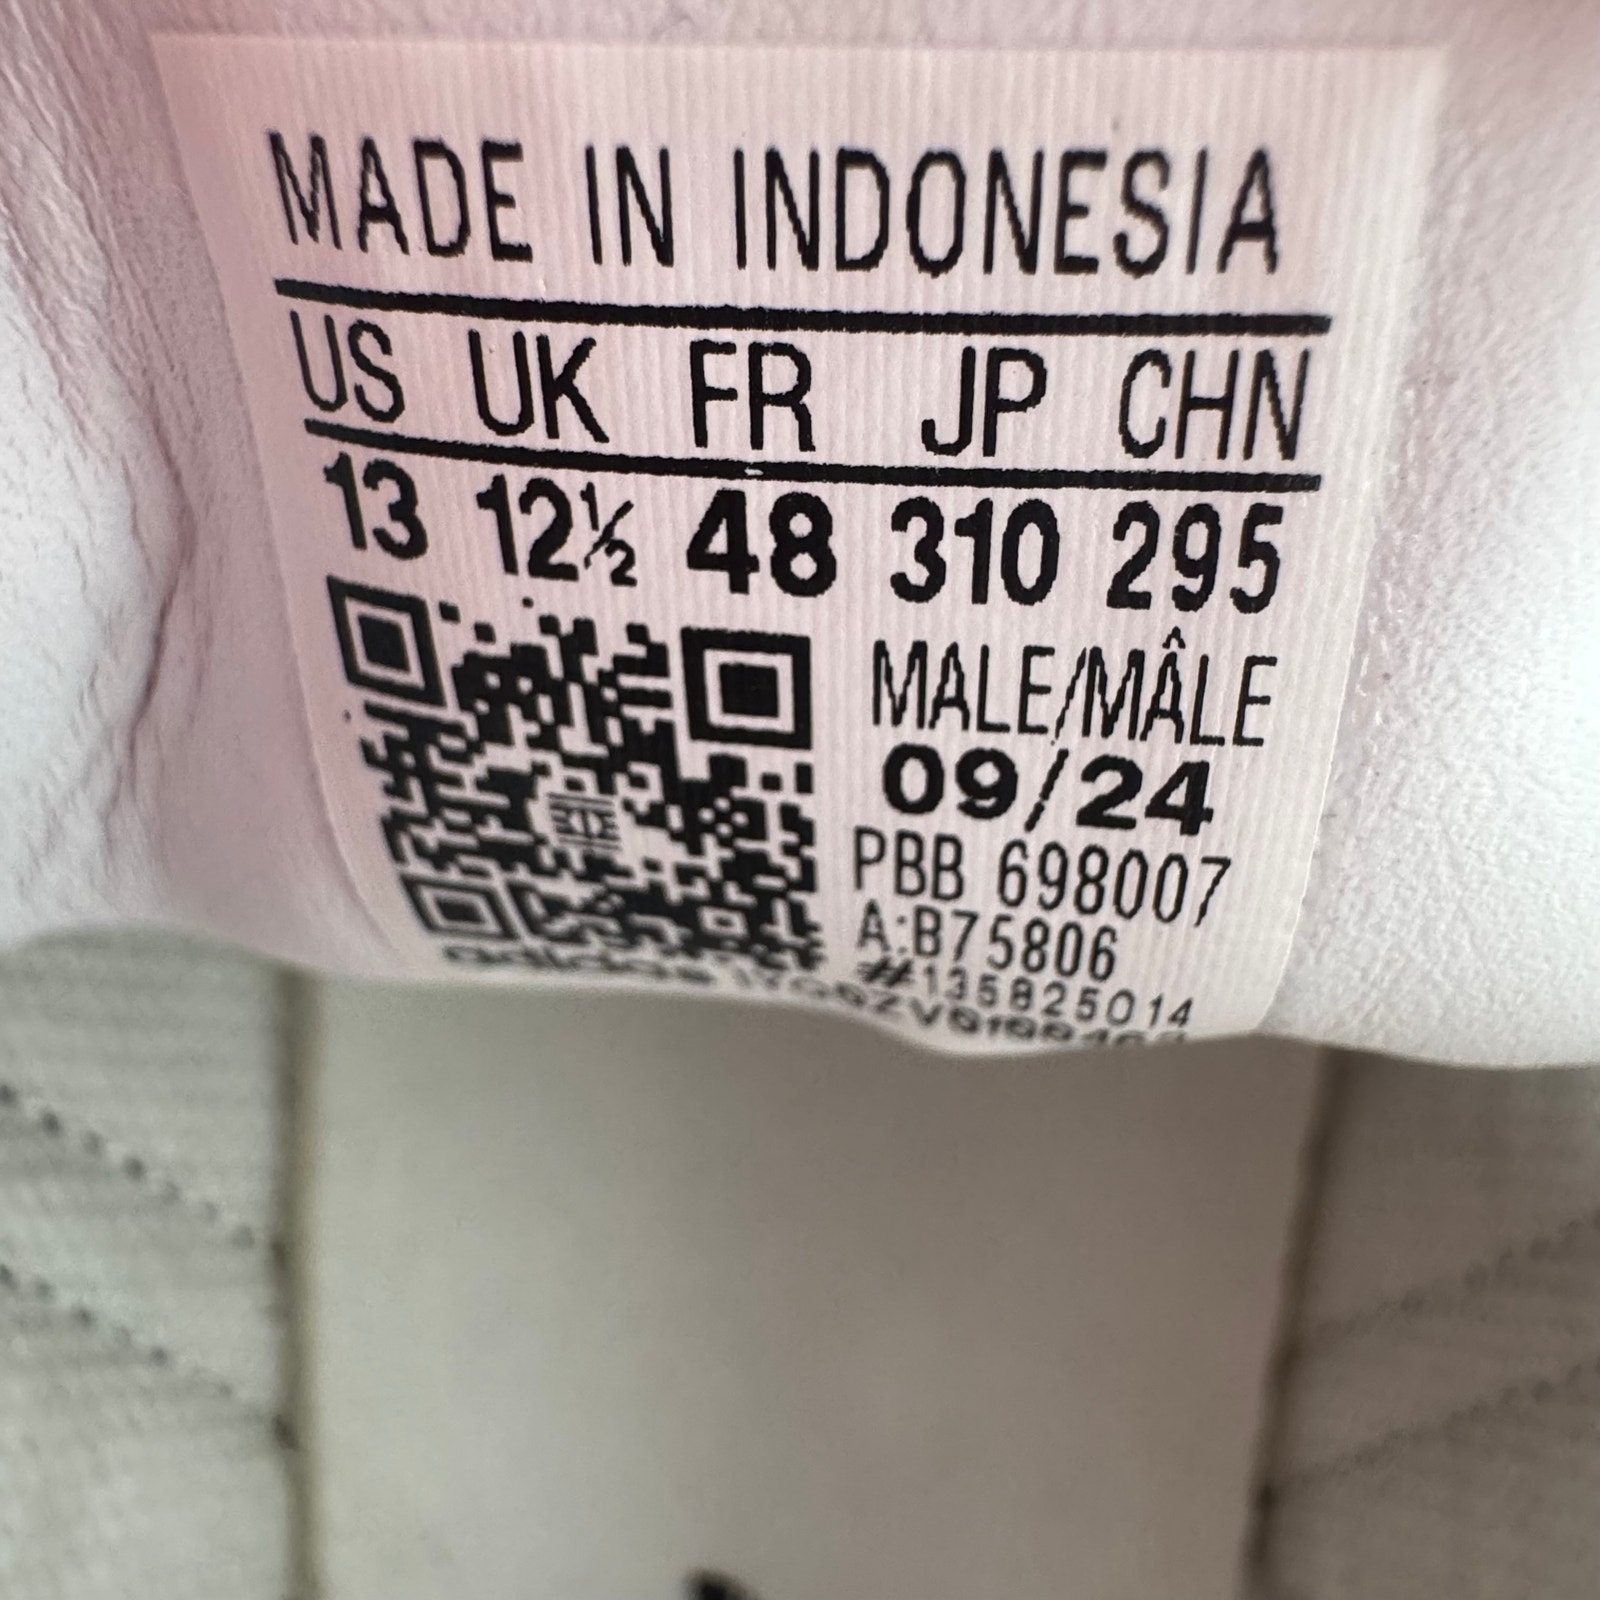 MADE IN INDONESIA
US UK FR JP CHN
13 12½ 48 310 295
MALE/MÂLE
09/24
PBB 698007
A:B75806
#135825014
adidas